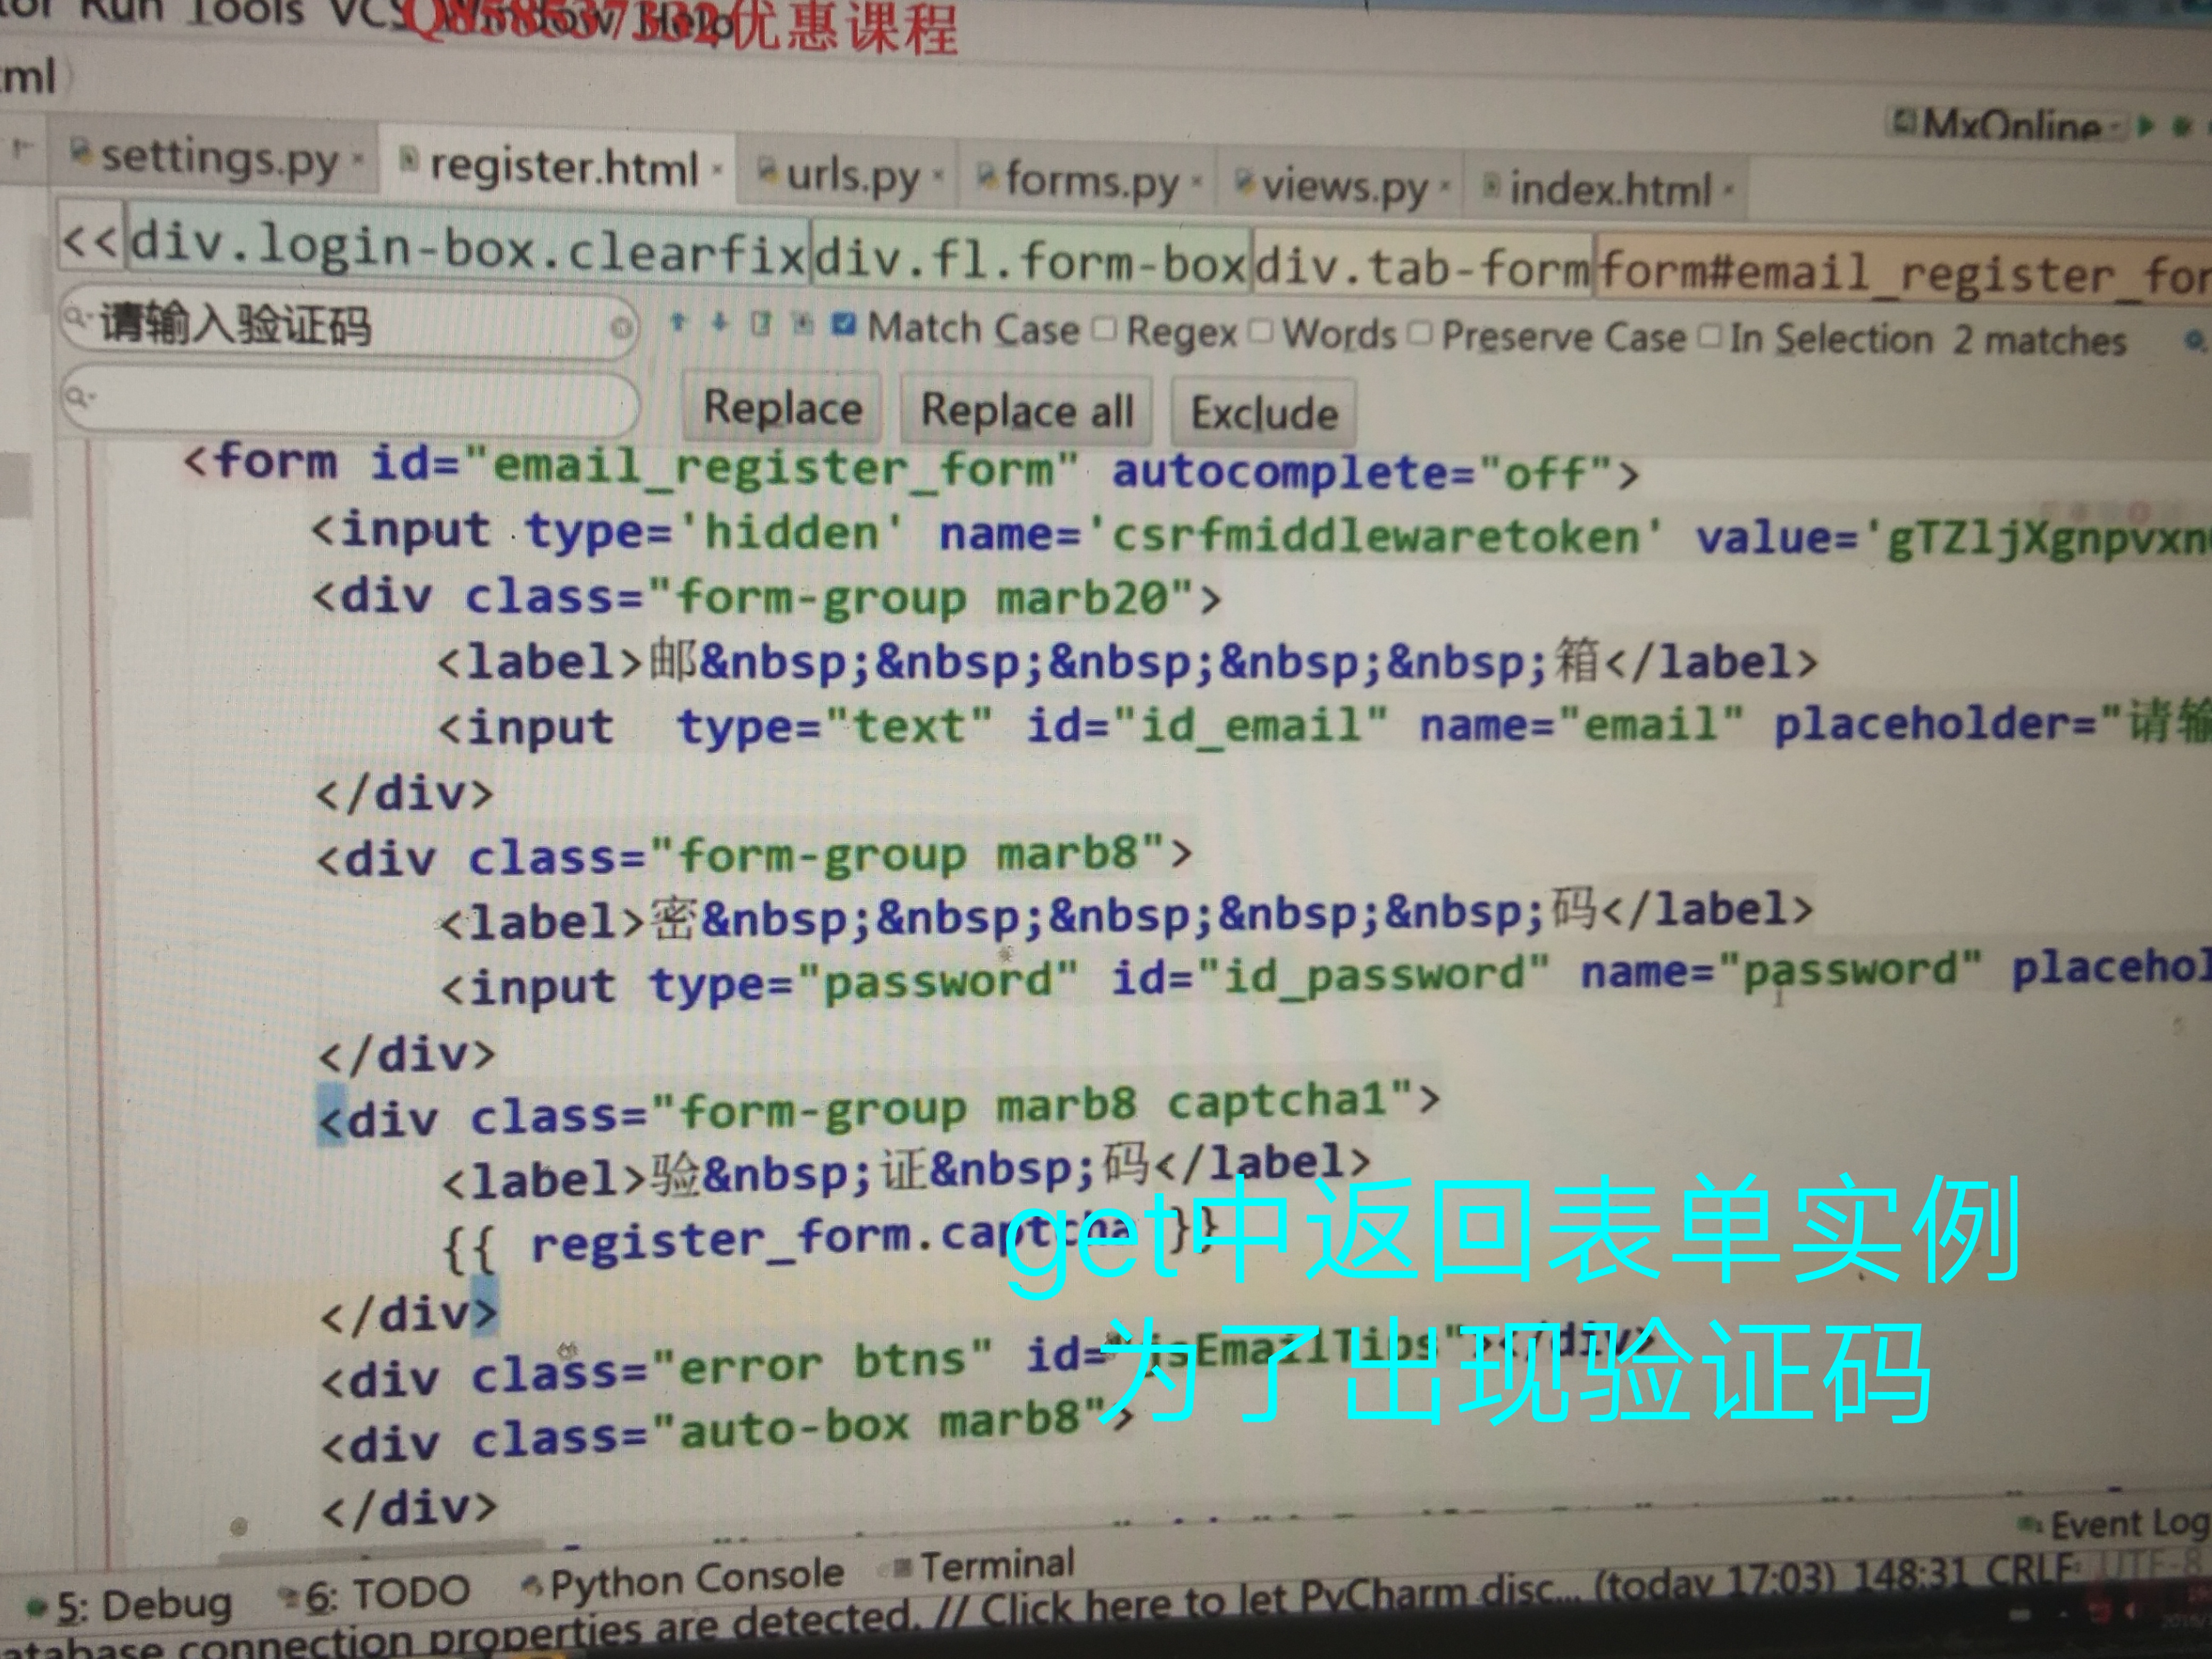 Run Tools VCS Window Help
Q858537332优惠课程
ml
MxOnline
settings.py register.html urls.py forms.py views.py index.html
<< div.login-box.clearfix div.fl.form-box div.tab-form form#email_register_for
请输入验证码 Match Case Regex Words Preserve Case In Selection 2 matches
Replace Replace all Exclude
<form id="email_register_form" autocomplete="off">
<input type='hidden' name='csrfmiddlewaretoken' value='gTZljXgnpvxn
<div class="form-group marb20">
<label>邮&nbsp;&nbsp;&nbsp;&nbsp;&nbsp;箱</label>
<input  type="text" id="id_email" name="email" placeholder="请输
</div>
<div class="form-group marb8">
<label>密&nbsp;&nbsp;&nbsp;&nbsp;&nbsp;码</label>
<input type="password" id="id_password" name="password" placehol
</div>
<div class="form-group marb8 captcha1">
<label>验&nbsp;证&nbsp;码</label>
{{ register_form.captcha }}
get中返回表单实例
</div>
<div class="error btns" id="jsEmailTips"></div>
为了出现验证码
<div class="auto-box marb8">
</div>
Event Log
5: Debug 6: TODO Python Console Terminal
atabase connection properties are detected. // Click here to let PyCharm disc... (today 17:03) 148:31 CRLF UTF-8